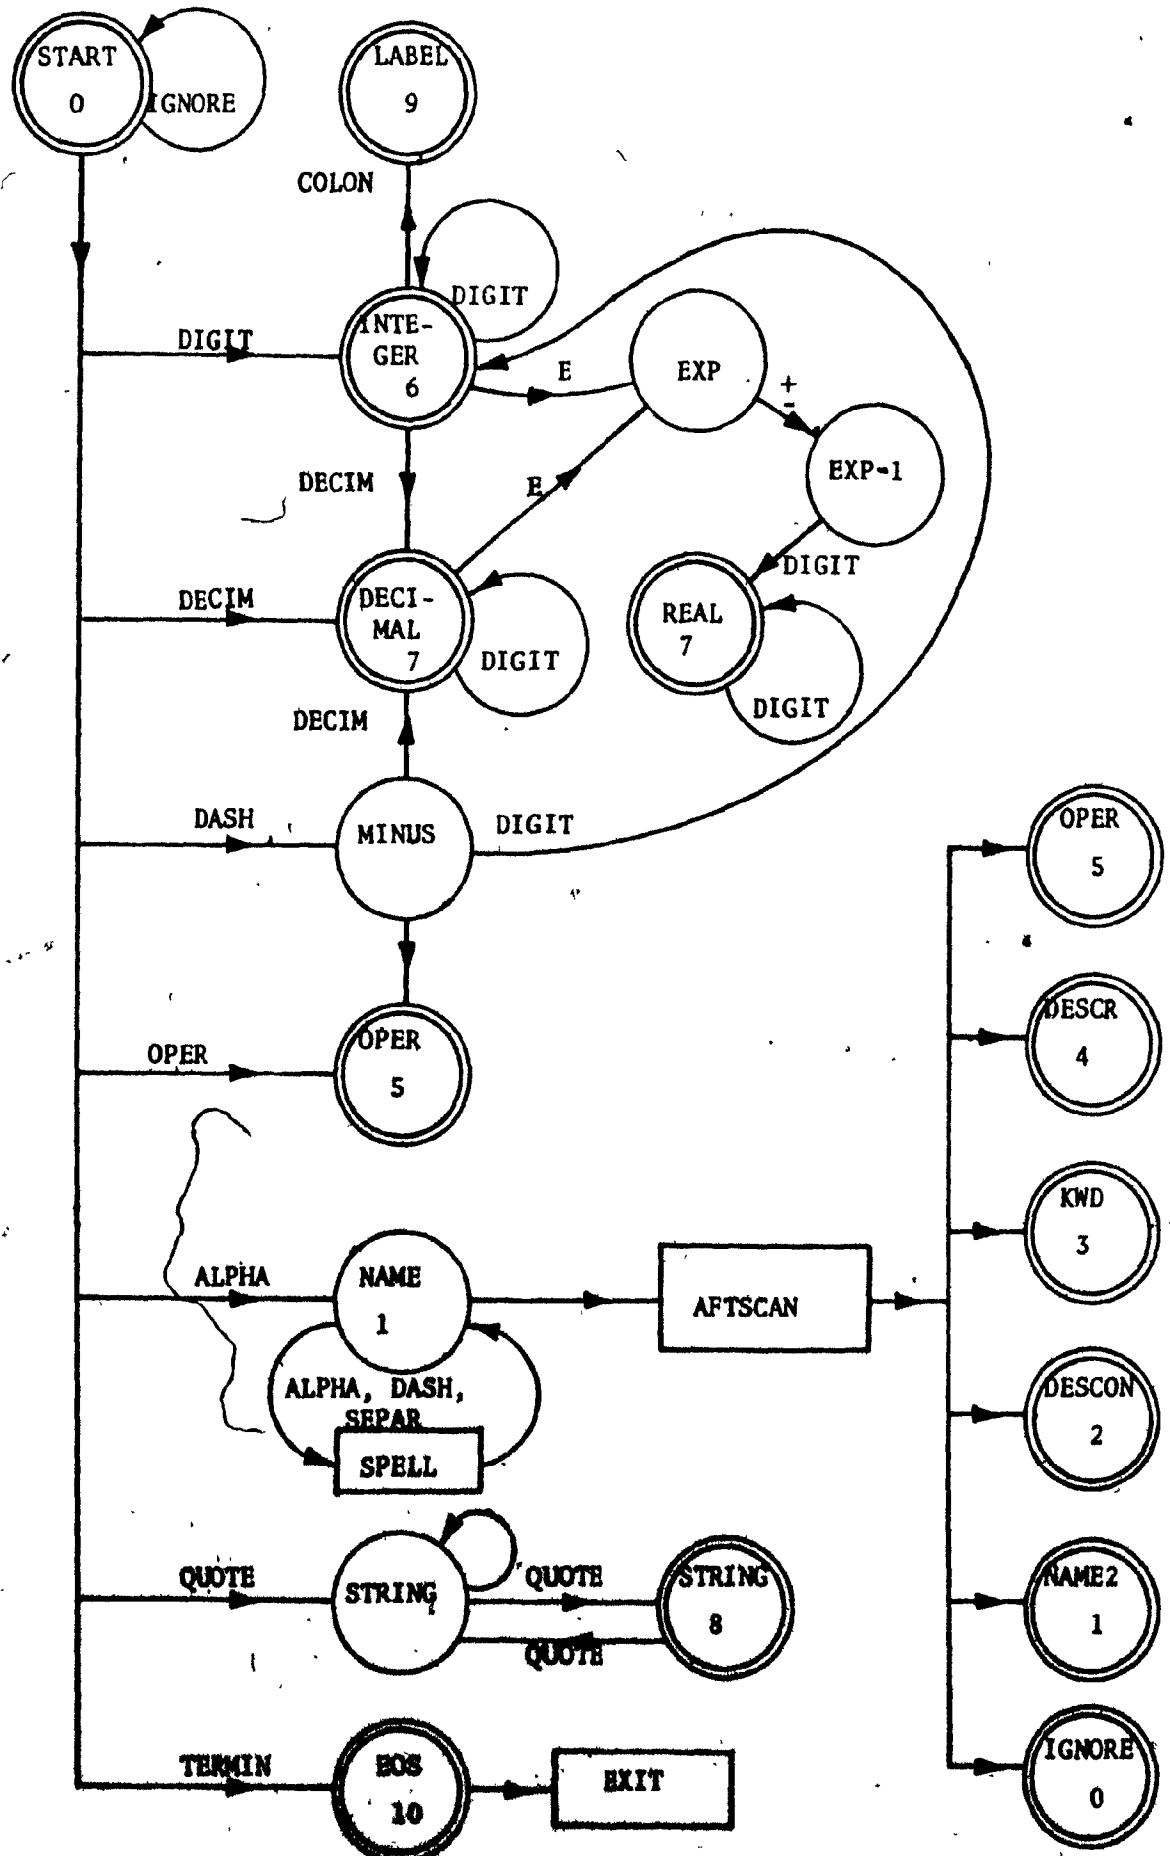 START
0
IGNORE
LABEL
9
COLON
DIGIT
DIGIT
INTE-
GER
6
E
EXP
+
-
EXP-1
DECIM
E
DIGIT
DECIM
DECI-
MAL
7
DIGIT
REAL
7
DIGIT
DECIM
DASH
MINUS
DIGIT
OPER
5
OPER
OPER
5
DESCR
4
KWD
3
ALPHA
NAME
1
AFTSCAN
ALPHA, DASH,
SEPAR
SPELL
DESCON
2
QUOTE
STRING
QUOTE
QUOTE
STRING
8
NAME2
1
TERMIN
EOS
10
EXIT
IGNORE
0